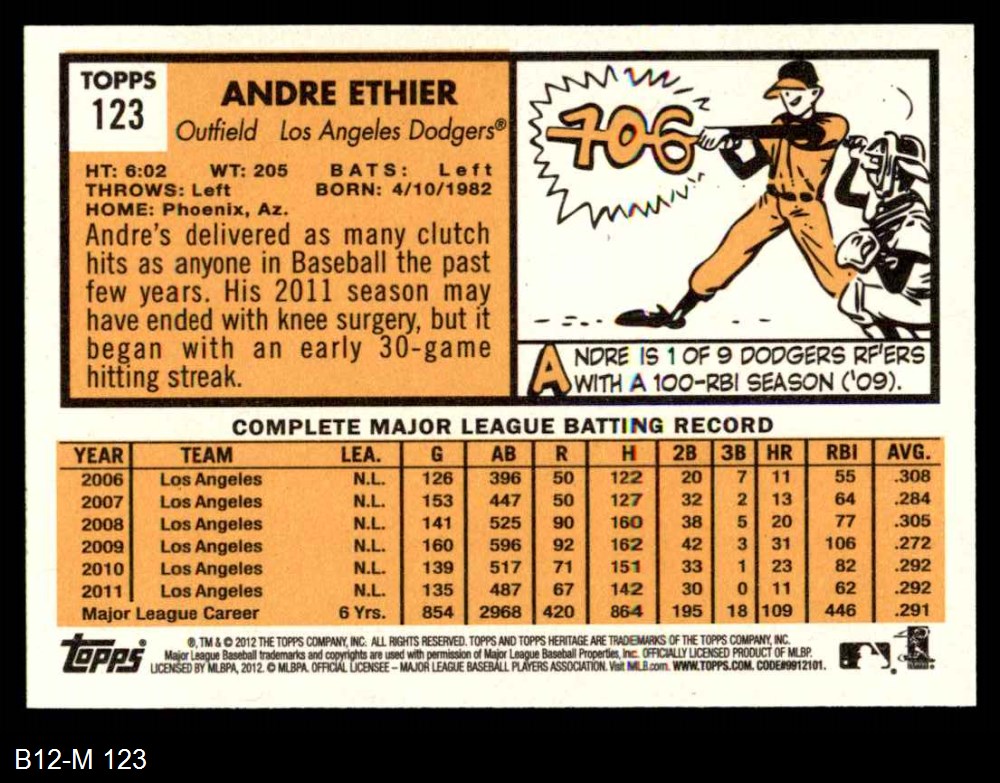 TOPPS
123
ANDRE ETHIER
Outfield Los Angeles Dodgers®
HT: 6:02 WT: 205 BATS: Left
THROWS: Left BORN: 4/10/1982
HOME: Phoenix, Az.
Andre's delivered as many clutch
hits as anyone in Baseball the past
few years. His 2011 season may
have ended with knee surgery, but it
began with an early 30-game
hitting streak.
706
ANDRE IS 1 OF 9 DODGERS RF'ERS
WITH A 100-RBI SEASON ('09).
COMPLETE MAJOR LEAGUE BATTING RECORD
YEAR TEAM LEA. G AB R H 2B 3B HR RBI AVG.
2006 Los Angeles N.L. 126 396 50 122 20 7 11 55 .308
2007 Los Angeles N.L. 153 447 50 127 32 2 13 64 .284
2008 Los Angeles N.L. 141 525 90 160 38 5 20 77 .305
2009 Los Angeles N.L. 160 596 92 162 42 3 31 106 .272
2010 Los Angeles N.L. 139 517 71 151 33 1 23 82 .292
2011 Los Angeles N.L. 135 487 67 142 30 0 11 62 .292
Major League Career 6 Yrs. 854 2968 420 864 195 18 109 446 .291
Topps®
®, TM & © 2012 THE TOPPS COMPANY, INC. ALL RIGHTS RESERVED. TOPPS AND TOPPS HERITAGE ARE TRADEMARKS OF THE TOPPS COMPANY, INC.
Major League Baseball trademarks and copyrights are used with permission of Major League Baseball Properties, Inc. OFFICIALLY LICENSED PRODUCT OF MLBP.
LICENSED BY MLBPA, 2012. © MLBPA. OFFICIAL LICENSEE – MAJOR LEAGUE BASEBALL PLAYERS ASSOCIATION. Visit MLB.com. WWW.TOPPS.COM. CODE#9912101.
B12-M 123